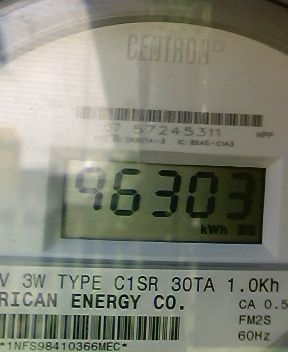 CENTRON®
57245311
NPP
96303
kWh
V 3W TYPE C1SR 30TA 1.0Kh
RICAN ENERGY CO.
CA 0.5
FM2S
60Hz
*1NFS98410366MEC*